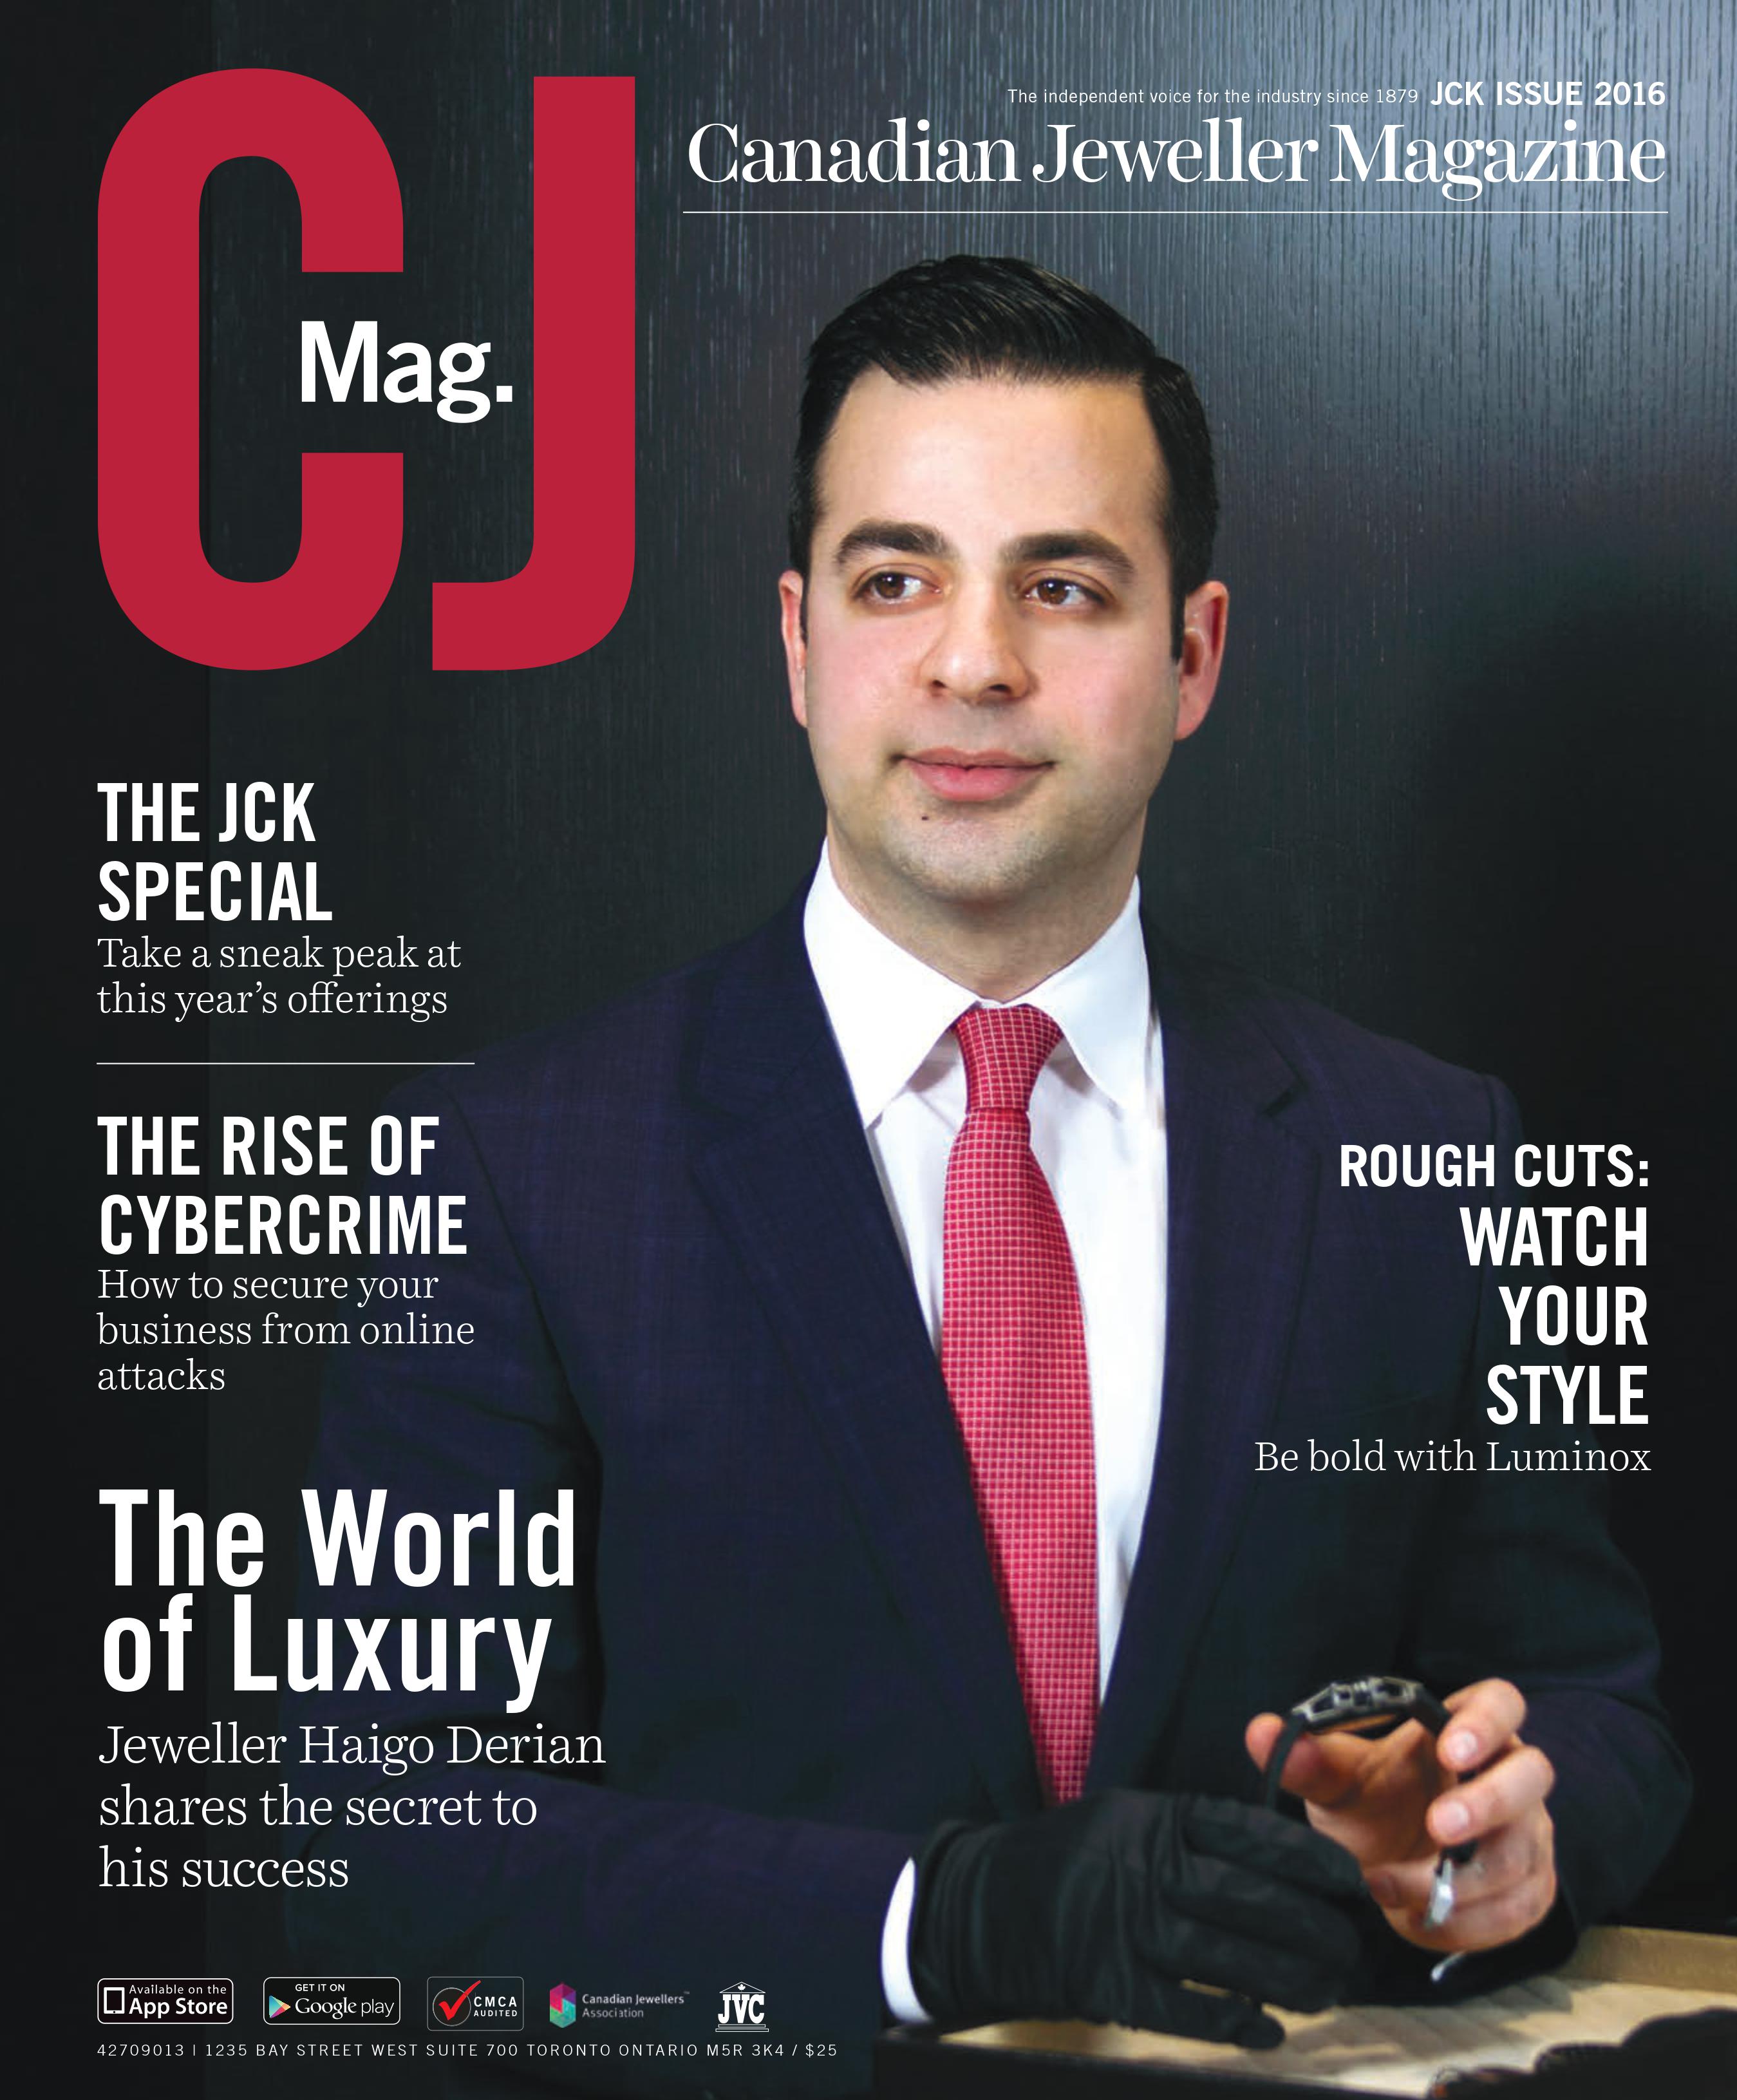 The independent voice for the industry since 1879 JCK ISSUE 2016
Canadian Jeweller Magazine
CJ
Mag.
THE JCK
SPECIAL
Take a sneak peak at
this year’s offerings
THE RISE OF
CYBERCRIME
How to secure your
business from online
attacks
ROUGH CUTS:
WATCH
YOUR
STYLE
Be bold with Luminox
The World
of Luxury
Jeweller Haigo Derian
shares the secret to
his success
Available on the
App Store
GET IT ON
Google play
CMCA
AUDITED
Canadian Jewellers™
Association
JVC
42709013 | 1235 BAY STREET WEST SUITE 700 TORONTO ONTARIO M5R 3K4 / $25